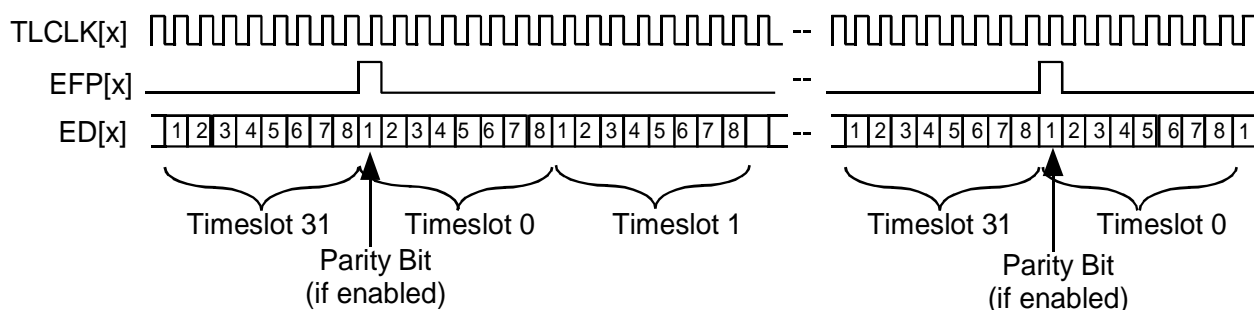 TLCLK[x] --
EFP[x] --
ED[x] 1 2 3 4 5 6 7 8 1 2 3 4 5 6 7 8 1 2 3 4 5 6 7 8 -- 1 2 3 4 5 6 7 8 1 2 3 4 5 6 7 8 1
Timeslot 31 Timeslot 0 Timeslot 1 Timeslot 31 Timeslot 0
Parity Bit Parity Bit
(if enabled) (if enabled)